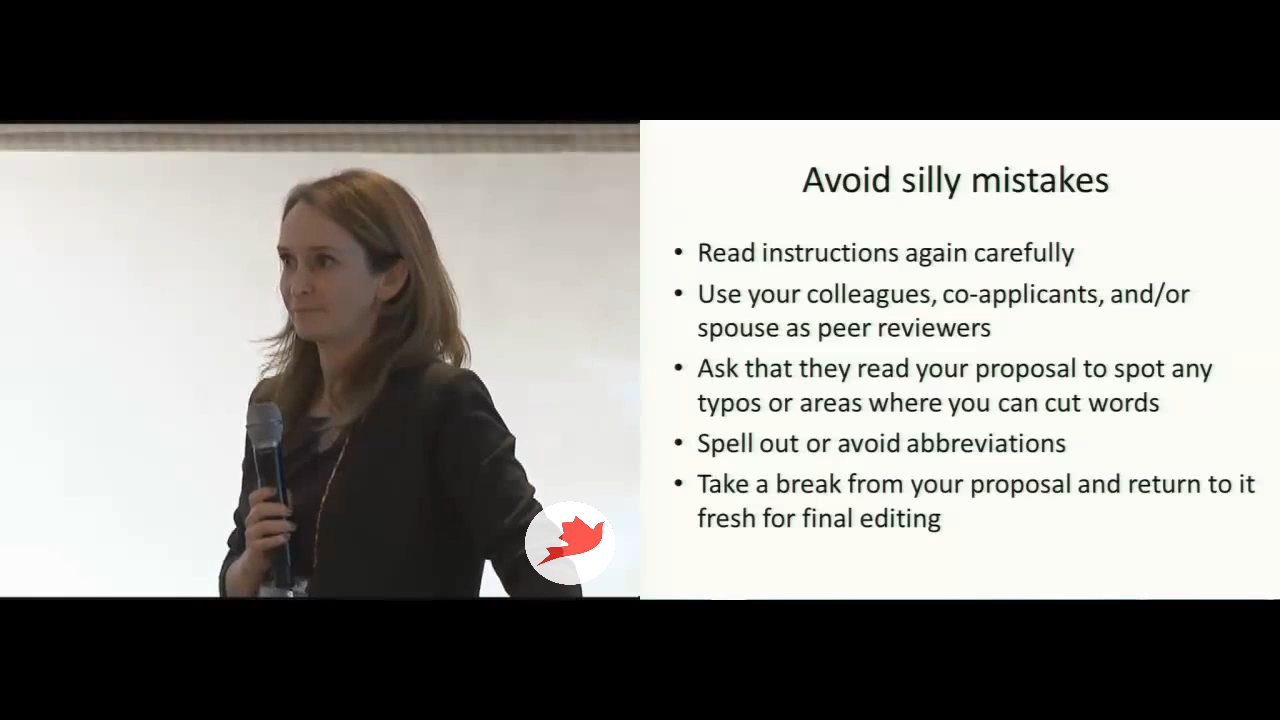 Avoid silly mistakes
• Read instructions again carefully
• Use your colleagues, co-applicants, and/or
spouse as peer reviewers
• Ask that they read your proposal to spot any
typos or areas where you can cut words
• Spell out or avoid abbreviations
• Take a break from your proposal and return to it
fresh for final editing